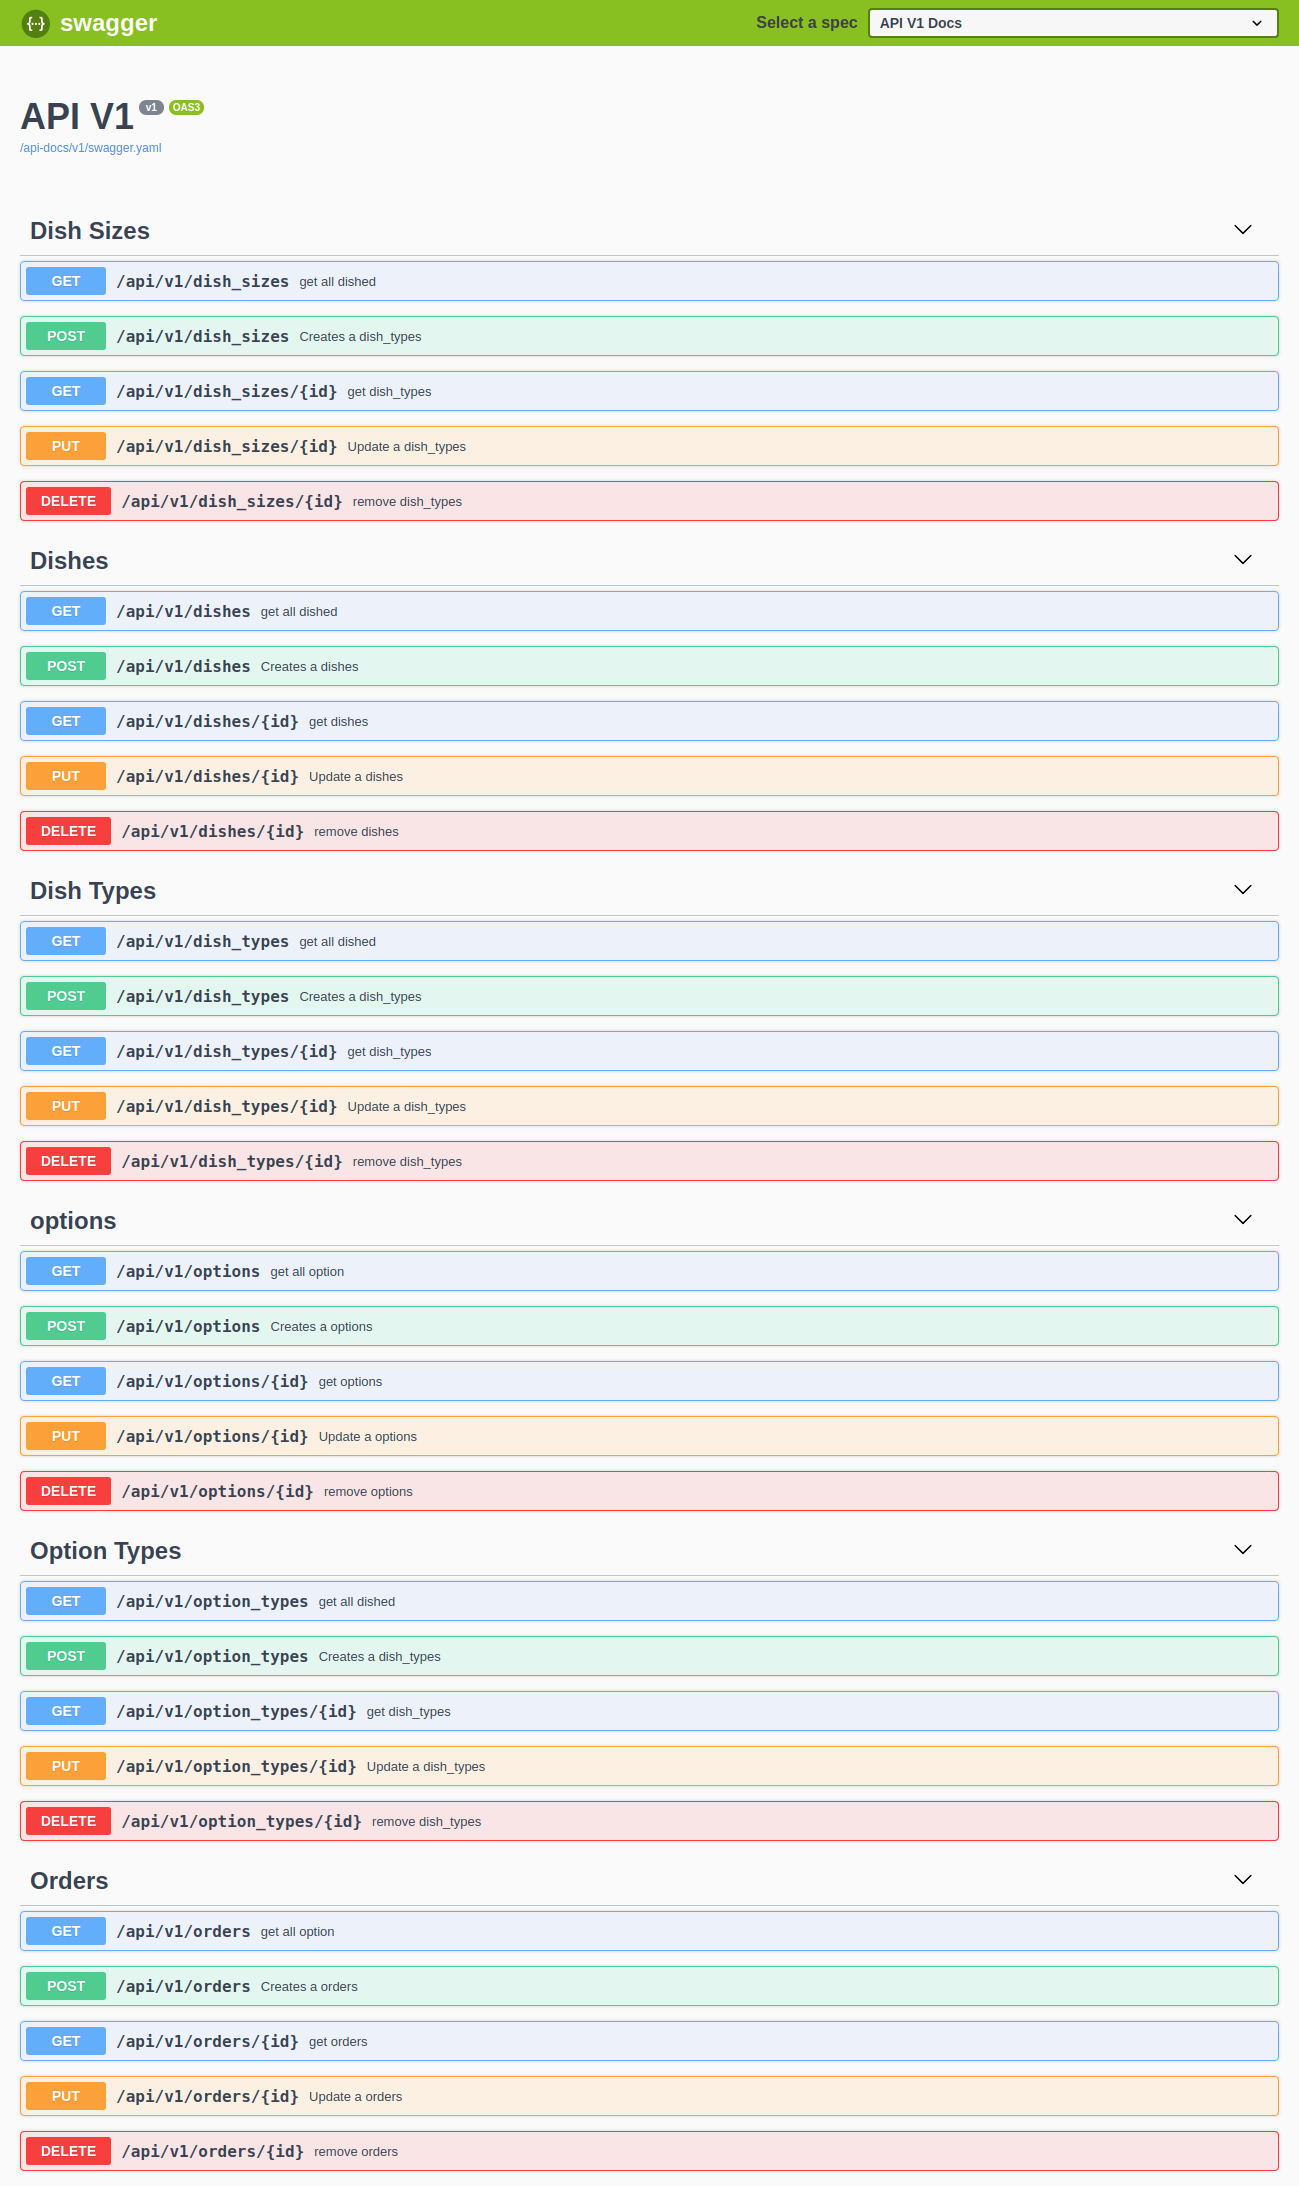 swagger
Select a spec API V1 Docs
API V1 v1 OAS3
/api-docs/v1/swagger.yaml
Dish Sizes
GET /api/v1/dish_sizes get all dished
POST /api/v1/dish_sizes Creates a dish_types
GET /api/v1/dish_sizes/{id} get dish_types
PUT /api/v1/dish_sizes/{id} Update a dish_types
DELETE /api/v1/dish_sizes/{id} remove dish_types
Dishes
GET /api/v1/dishes get all dished
POST /api/v1/dishes Creates a dishes
GET /api/v1/dishes/{id} get dishes
PUT /api/v1/dishes/{id} Update a dishes
DELETE /api/v1/dishes/{id} remove dishes
Dish Types
GET /api/v1/dish_types get all dished
POST /api/v1/dish_types Creates a dish_types
GET /api/v1/dish_types/{id} get dish_types
PUT /api/v1/dish_types/{id} Update a dish_types
DELETE /api/v1/dish_types/{id} remove dish_types
options
GET /api/v1/options get all option
POST /api/v1/options Creates a options
GET /api/v1/options/{id} get options
PUT /api/v1/options/{id} Update a options
DELETE /api/v1/options/{id} remove options
Option Types
GET /api/v1/option_types get all dished
POST /api/v1/option_types Creates a dish_types
GET /api/v1/option_types/{id} get dish_types
PUT /api/v1/option_types/{id} Update a dish_types
DELETE /api/v1/option_types/{id} remove dish_types
Orders
GET /api/v1/orders get all option
POST /api/v1/orders Creates a orders
GET /api/v1/orders/{id} get orders
PUT /api/v1/orders/{id} Update a orders
DELETE /api/v1/orders/{id} remove orders